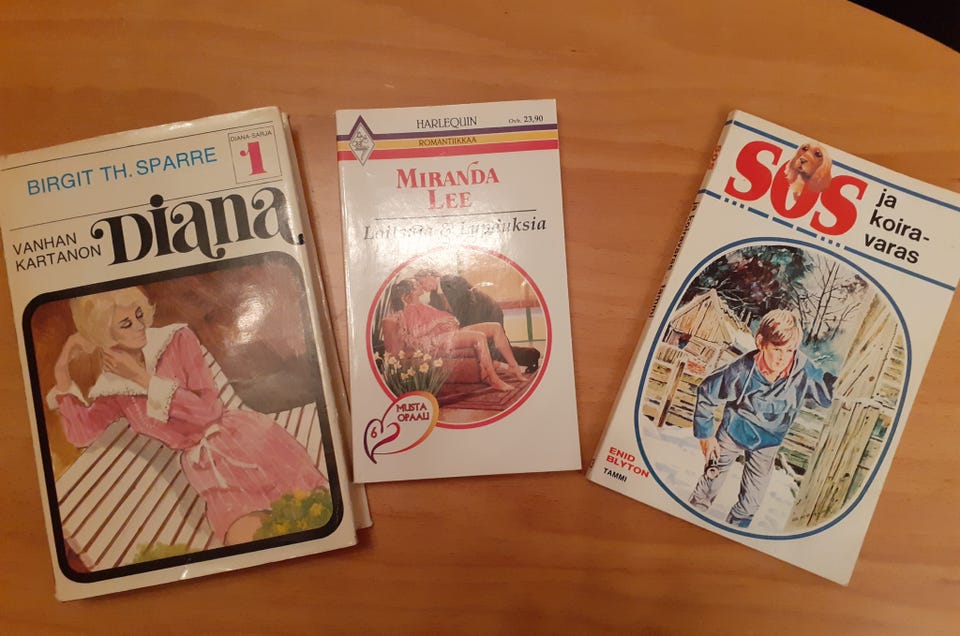 DIANA-SARJA
1
BIRGIT TH. SPARRE
VANHAN
KARTANON
Diana
HARLEQUIN
Ovh. 23,90
ROMANTIIKKAA
MIRANDA
LEE
& Lupauksia
6
MUSTA
OPAALI
SOS
ja
koira-
varas
ENID
BLYTON
TAMMI